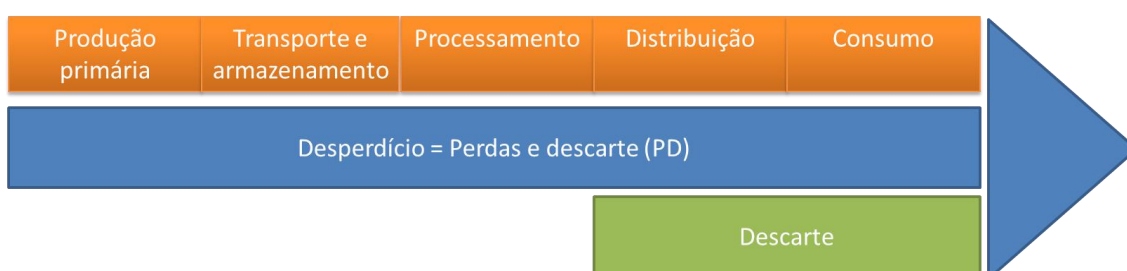 Produção
primária
Transporte e
armazenamento
Processamento
Distribuição
Consumo
Desperdício = Perdas e descarte (PD)
Descarte